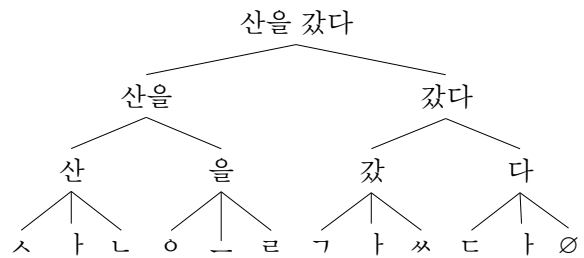 산을 갔다
산을 갔다
산 을 갔 다
ㅅ ㅏ ㄴ ㅇ ㅡ ㄹ ㄱ ㅏ ㅆ ㄷ ㅏ ∅